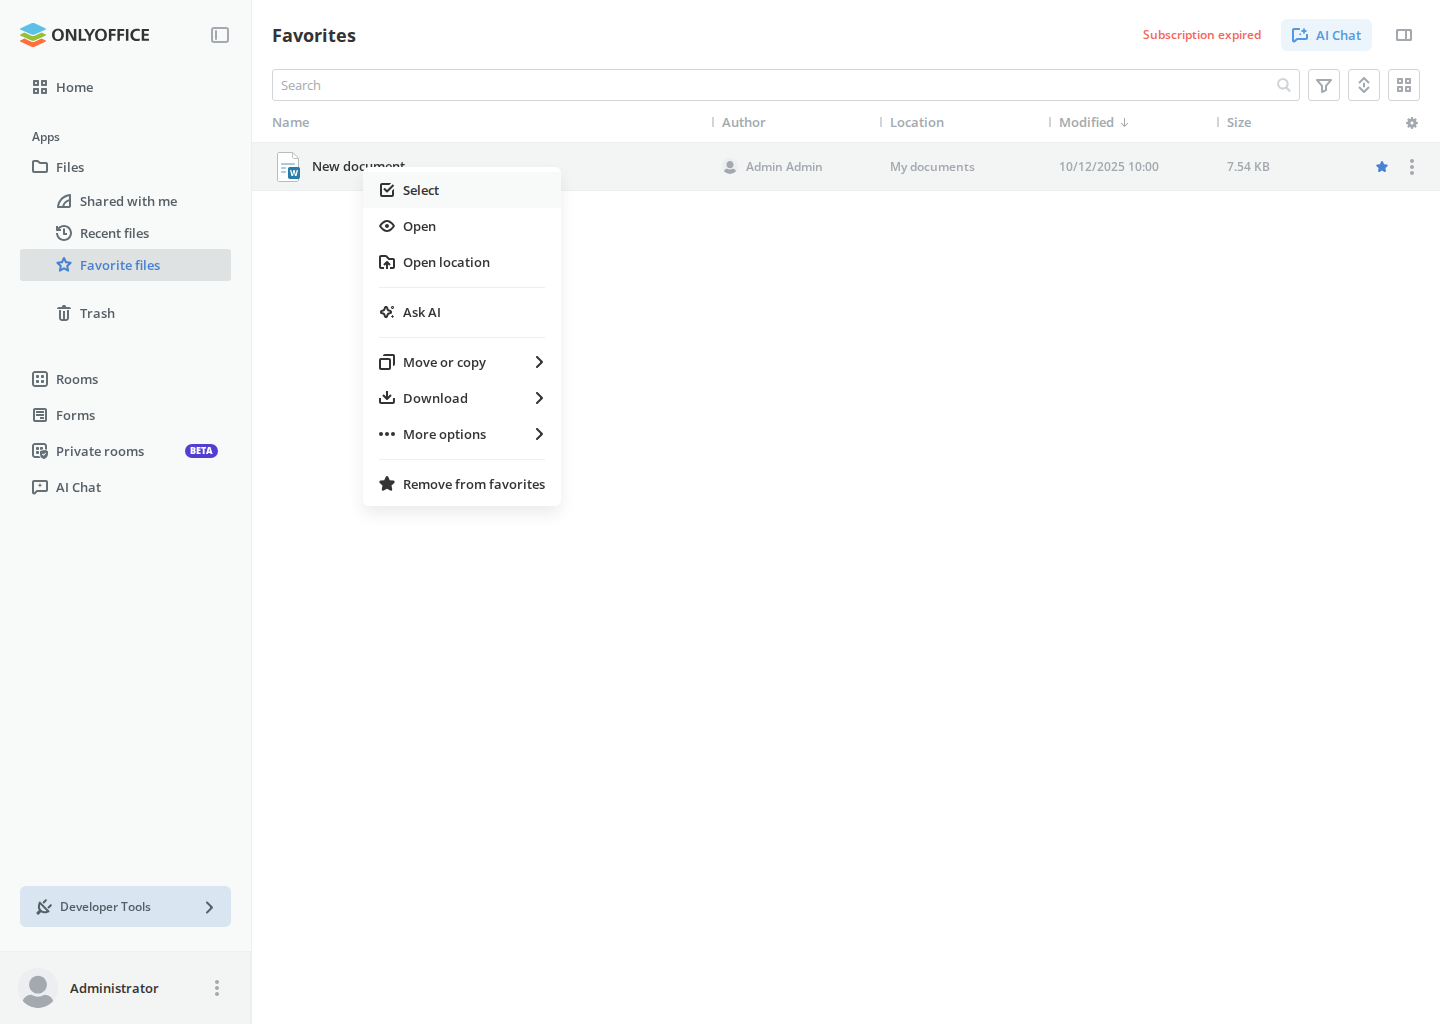 ONLYOFFICE
Home
Apps
Files
Shared with me
Recent files
Favorite files
Trash
Rooms
Forms
Private rooms BETA
AI Chat
Developer Tools
Administrator
Favorites
Subscription expired
AI Chat
Search
Name Author Location Modified Size
New document Admin Admin My documents 10/12/2025 10:00 7.54 KB
W
Select
Open
Open location
Ask AI
Move or copy
Download
More options
Remove from favorites